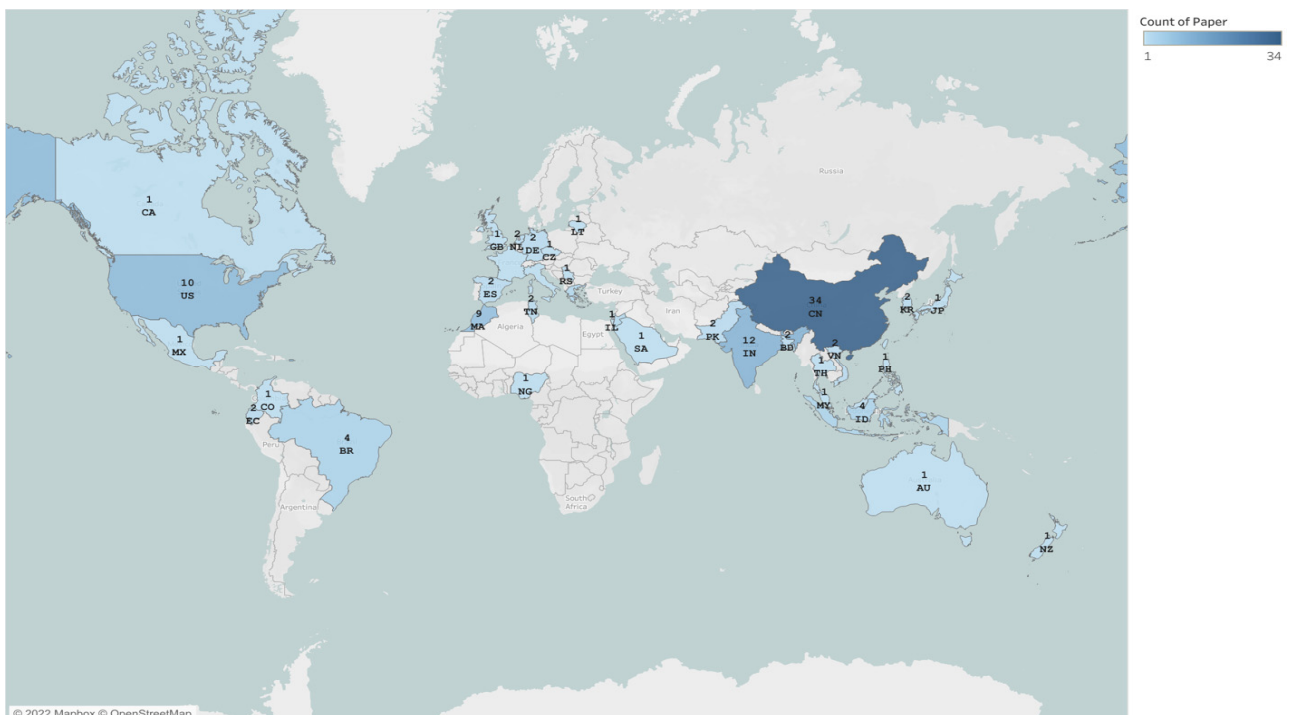 Count of Paper
1 34
Russia
1
CA
1
LT
1
GB
2
NL
2
DE
1
CZ
10
US
2
ES
1
RS
Turkey
34
CN
2
KR
1
JP
2
TN
9
MA
Algeria
Egypt
1
IL
Iran
1
SA
2
PK
12
IN
2
BD
2
VN
1
TH
1
PH
1
MX
1
NG
1
MY
4
ID
1
CO
2
EC
Peru
4
BR
1
AU
South
Africa
Argentina
1
NZ
© 2022 Mapbox © OpenStreetMap